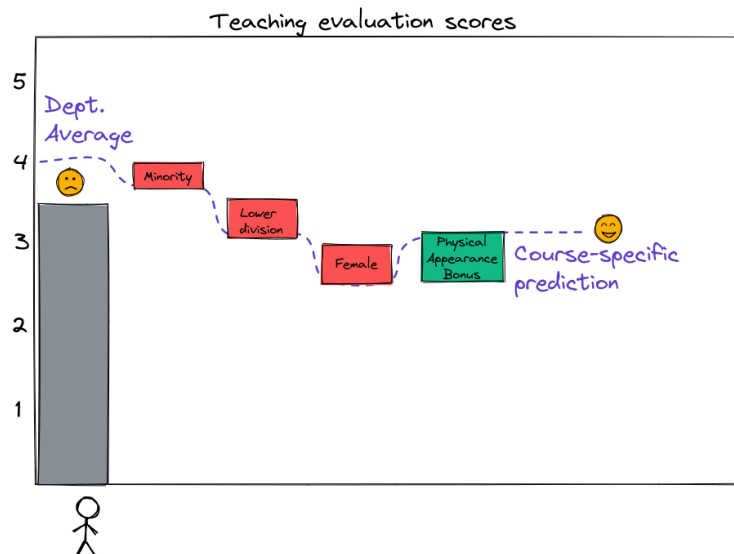 Teaching evaluation scores
5
Dept.
Average
4
Minority
Lower
division
3
Female
Physical
Appearance
Bonus
Course-specific
prediction
2
1